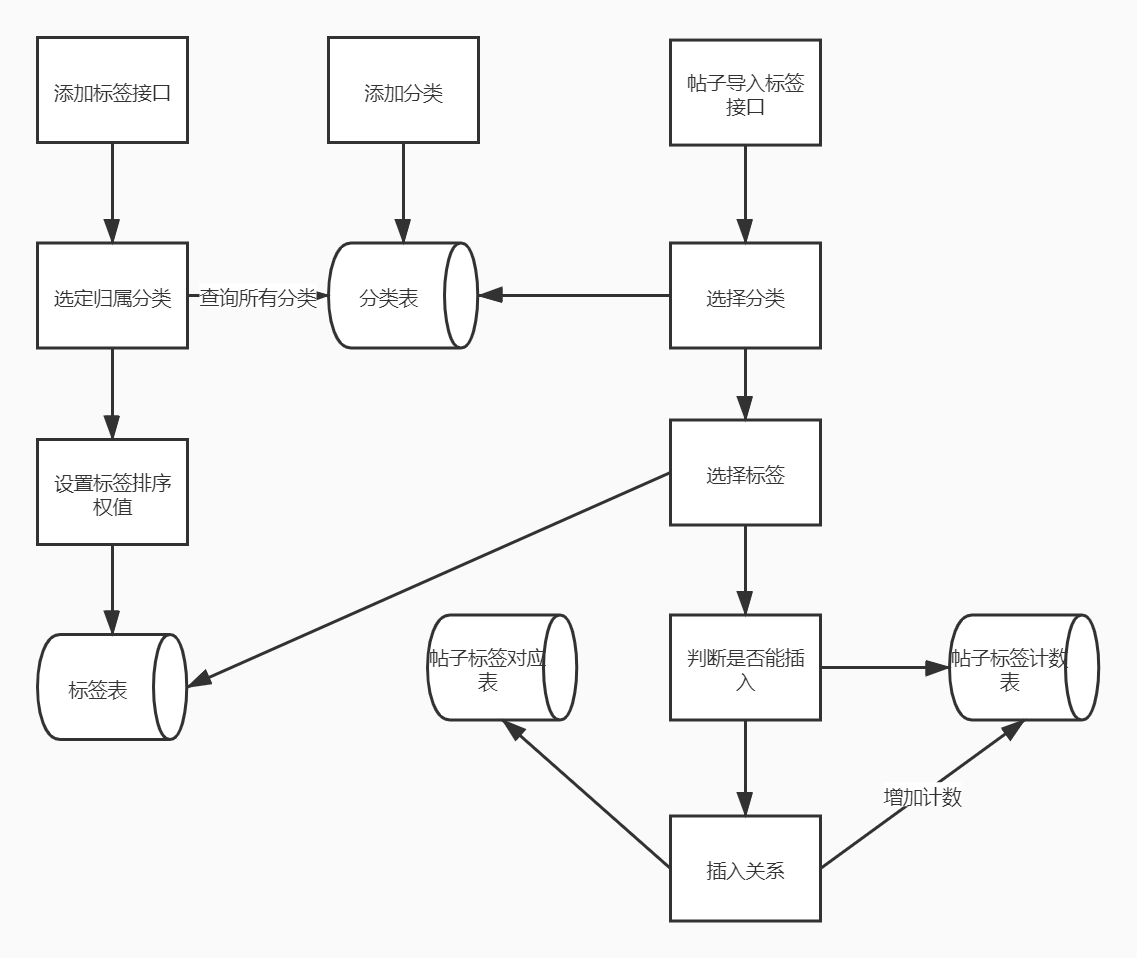 添加标签接口
添加分类
帖子导入标签
接口
选定归属分类
查询所有分类
分类表
选择分类
设置标签排序
权值
选择标签
标签表
帖子标签对应
表
判断是否能插
入
帖子标签计数
表
增加计数
插入关系